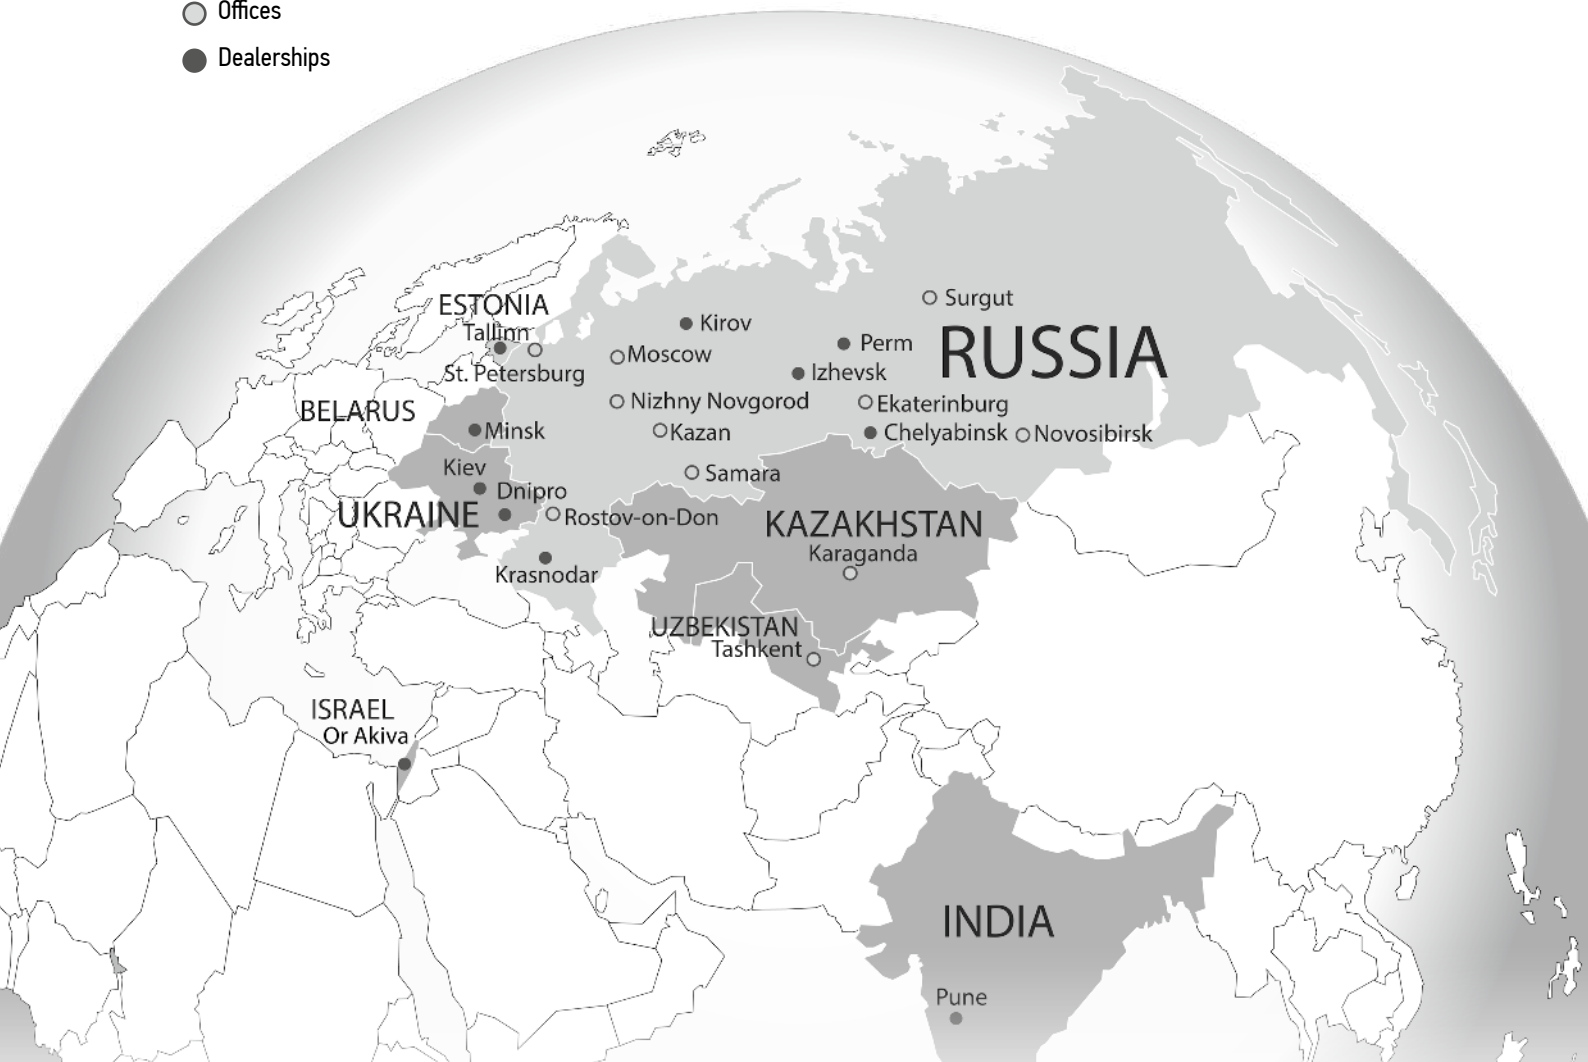 Offices
Dealerships
Surgut
ESTONIA
Kirov
RUSSIA
Tallinn
Perm
Moscow
St. Petersburg
Izhevsk
Nizhny Novgorod
Ekaterinburg
BELARUS
Minsk
Kazan
Chelyabinsk
Novosibirsk
Kiev
Samara
Dnipro
UKRAINE
Rostov-on-Don
KAZAKHSTAN
Karaganda
Krasnodar
UZBEKISTAN
Tashkent
ISRAEL
Or Akiva
INDIA
Pune